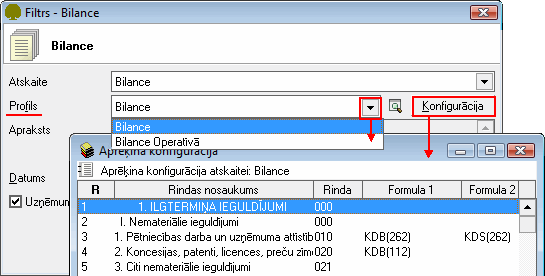 Filtrs - Bilance
Bilance
Atskaite
Bilance
Profils
Bilance
Konfigurācija
Bilance
Bilance Operatīvā
Apraksts
Aprēķina konfigurācija
Aprēķina konfigurācija atskaitei: Bilance
Datums
R Rindas nosaukums Rinda Formula 1 Formula 2
Uzņēmum
1 1. ILGTERMIŅA IEGULDĪJUMI 000
2 I. Nemateriālie ieguldījumi 000
3 1. Pētniecības darba un uzņēmuma attīstīb 010 KDB(262) KDS(262)
4 2. Koncesijas, patenti, licences, preču zīm 020 KDB(112)
5 3. Citi nemateriālie ieguldījumi 021